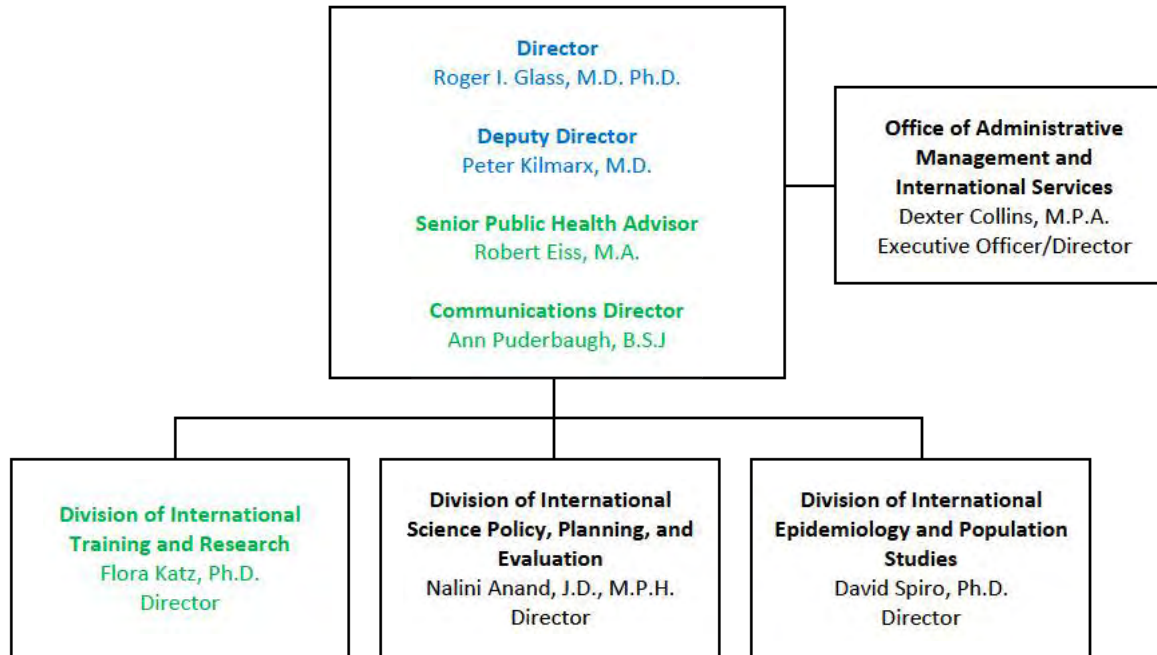 Director
Roger I. Glass, M.D. Ph.D.
Deputy Director
Peter Kilmarx, M.D.
Senior Public Health Advisor
Robert Eiss, M.A.
Communications Director
Ann Puderbaugh, B.S.J
Office of Administrative
Management and
International Services
Dexter Collins, M.P.A.
Executive Officer/Director
Division of International
Training and Research
Flora Katz, Ph.D.
Director
Division of International
Science Policy, Planning, and
Evaluation
Nalini Anand, J.D., M.P.H.
Director
Division of International
Epidemiology and Population
Studies
David Spiro, Ph.D.
Director